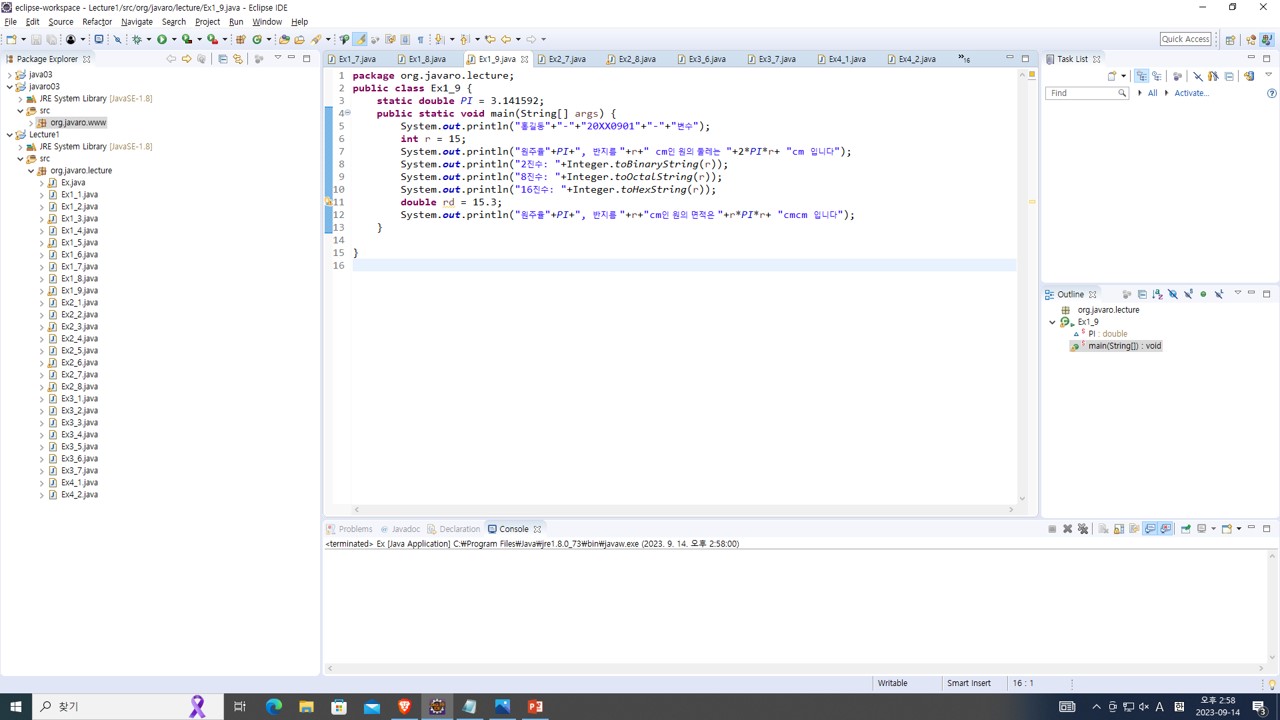 eclipse-workspace - Lecture1/src/org/javaro/lecture/Ex1_9.java - Eclipse IDE
File Edit Source Refactor Navigate Search Project Run Window Help
Quick Access
Package Explorer
java03
javaro03
JRE System Library [JavaSE-1.8]
src
org.javaro.www
Lecture1
JRE System Library [JavaSE-1.8]
src
org.javaro.lecture
Ex.java
Ex1_1.java
Ex1_2.java
Ex1_3.java
Ex1_4.java
Ex1_5.java
Ex1_6.java
Ex1_7.java
Ex1_8.java
Ex1_9.java
Ex2_1.java
Ex2_2.java
Ex2_3.java
Ex2_4.java
Ex2_5.java
Ex2_6.java
Ex2_7.java
Ex2_8.java
Ex3_1.java
Ex3_2.java
Ex3_3.java
Ex3_4.java
Ex3_5.java
Ex3_6.java
Ex3_7.java
Ex4_1.java
Ex4_2.java
Ex1_7.java Ex1_8.java Ex1_9.java Ex2_7.java Ex2_8.java Ex3_6.java Ex3_7.java Ex4_1.java Ex4_2.java »16
1 package org.javaro.lecture;
2 public class Ex1_9 {
3 static double PI = 3.141592;
4 public static void main(String[] args) {
5 System.out.println("홍길동"+"-"+"20XX0901"+"-"+"변수");
6 int r = 15;
7 System.out.println("원주율"+PI+", 반지름 "+r+" cm인 원의 둘레는 "+2*PI*r+ "cm 입니다");
8 System.out.println("2진수: "+Integer.toBinaryString(r));
9 System.out.println("8진수: "+Integer.toOctalString(r));
10 System.out.println("16진수: "+Integer.toHexString(r));
11 double rd = 15.3;
12 System.out.println("원주율"+PI+", 반지름 "+r+"cm인 원의 면적은 "+r*PI*r+ "cmcm 입니다");
13 }
14
15 }
16
Task List
Find All Activate...
Outline
org.javaro.lecture
Ex1_9
PI : double
main(String[]) : void
Problems Javadoc Declaration Console
<terminated> Ex [Java Application] C:₩Program Files₩Java₩jre1.8.0_73₩bin₩javaw.exe (2023. 9. 14. 오후 2:58:00)
Writable Smart Insert 16 : 1
찾기
A 漢
오후 2:58
2023-09-14
3